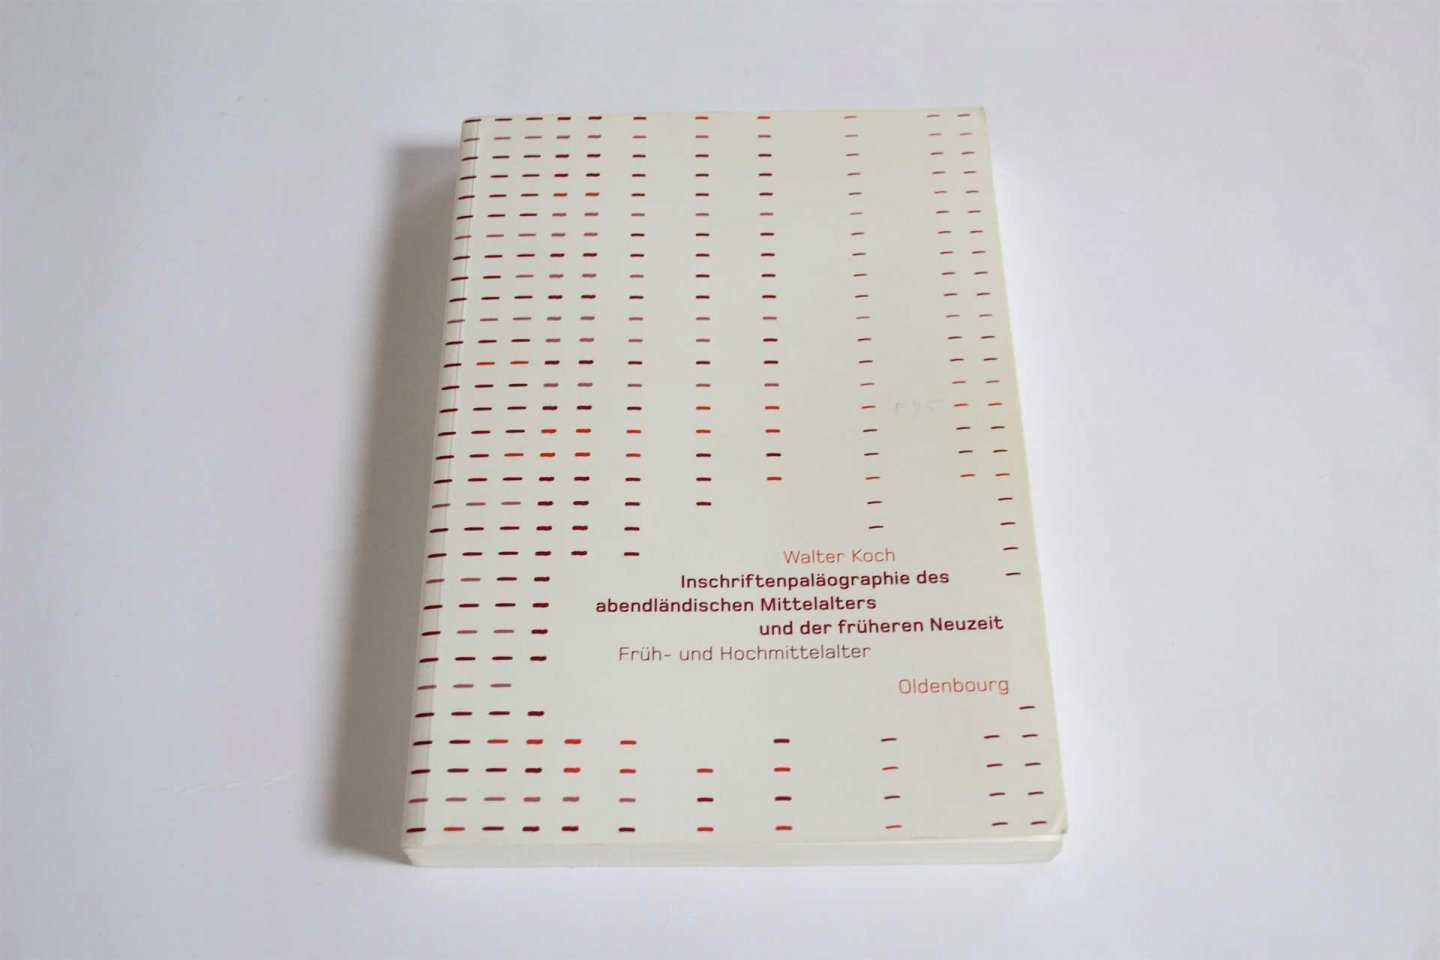 Walter Koch
Inschriftenpaläographie des
abendländischen Mittelalters
und der früheren Neuzeit
Früh- und Hochmittelalter
Oldenbourg